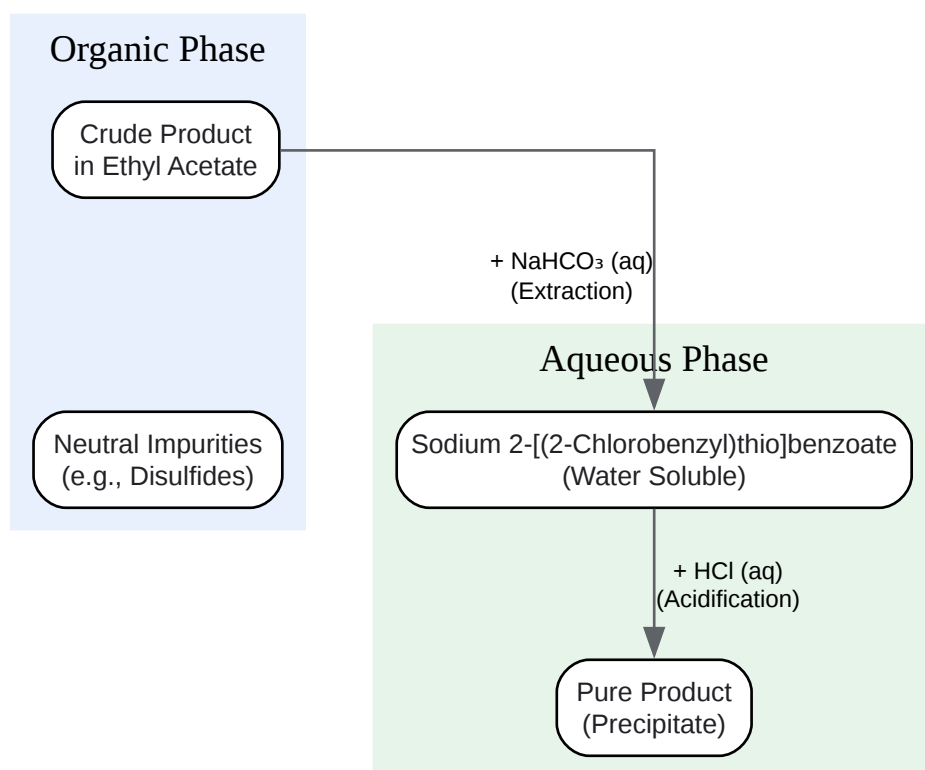 Organic Phase
Crude Product
in Ethyl Acetate
+ NaHCO₃ (aq)
(Extraction)
Aqueous Phase
Neutral Impurities
(e.g., Disulfides)
Sodium 2-[(2-Chlorobenzyl)thio]benzoate
(Water Soluble)
+ HCl (aq)
(Acidification)
Pure Product
(Precipitate)